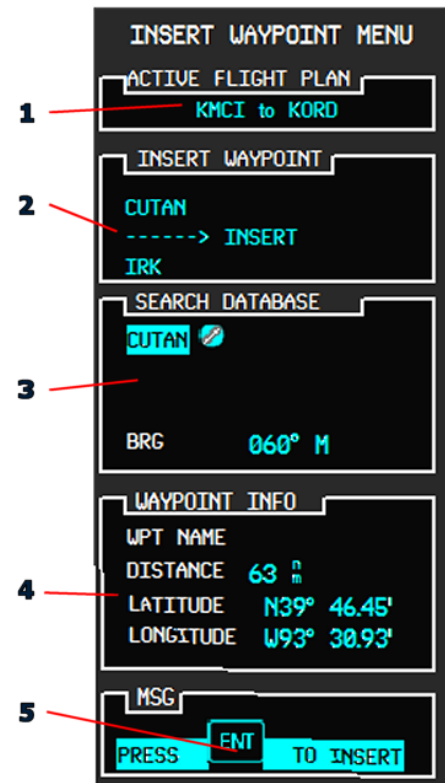 INSERT WAYPOINT MENU
ACTIVE FLIGHT PLAN
1
KMCI to KORD
INSERT WAYPOINT
2
CUTAN
------> INSERT
IRK
SEARCH DATABASE
CUTAN
3
BRG 060° M
WAYPOINT INFO
WPT NAME
DISTANCE 63 nm
4
LATITUDE N39° 46.45'
LONGITUDE W93° 30.93'
MSG
5
PRESS ENT TO INSERT